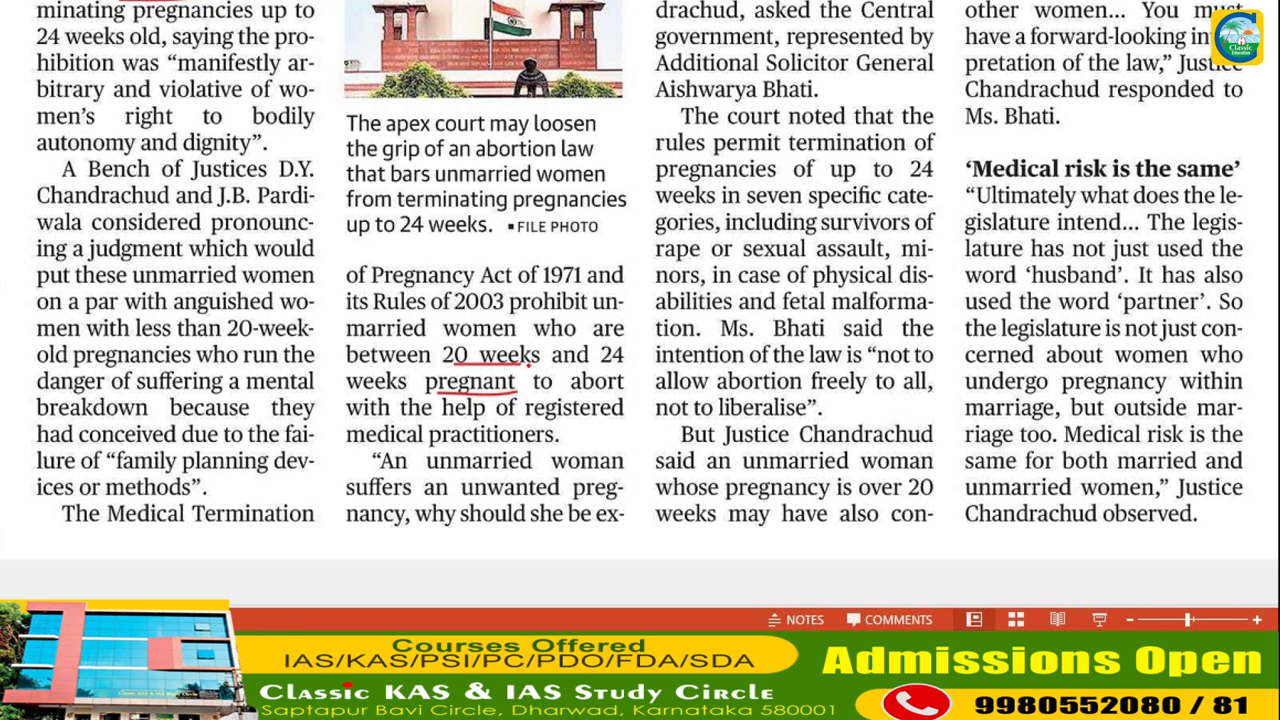 minating pregnancies up to
24 weeks old, saying the pro-
hibition was “manifestly ar-
bitrary and violative of wo-
men’s right to bodily
autonomy and dignity”.
A Bench of Justices D.Y.
Chandrachud and J.B. Pardi-
wala considered pronounc-
ing a judgment which would
put these unmarried women
on a par with anguished wo-
men with less than 20-week-
old pregnancies who run the
danger of suffering a mental
breakdown because they
had conceived due to the fai-
lure of “family planning dev-
ices or methods”.
The Medical Termination
The apex court may loosen
the grip of an abortion law
that bars unmarried women
from terminating pregnancies
up to 24 weeks. ▪FILE PHOTO
of Pregnancy Act of 1971 and
its Rules of 2003 prohibit un-
married women who are
between 20 weeks and 24
weeks pregnant to abort
with the help of registered
medical practitioners.
“An unmarried woman
suffers an unwanted preg-
nancy, why should she be ex-
drachud, asked the Central
government, represented by
Additional Solicitor General
Aishwarya Bhati.
The court noted that the
rules permit termination of
pregnancies of up to 24
weeks in seven specific cate-
gories, including survivors of
rape or sexual assault, mi-
nors, in case of physical dis-
abilities and fetal malforma-
tion. Ms. Bhati said the
intention of the law is “not to
allow abortion freely to all,
not to liberalise”.
But Justice Chandrachud
said an unmarried woman
whose pregnancy is over 20
weeks may have also con-
other women... You must
have a forward-looking in
pretation of the law,” Justice
Chandrachud responded to
Ms. Bhati.
‘Medical risk is the same’
“Ultimately what does the le-
gislature intend... The legis-
lature has not just used the
word ‘husband’. It has also
used the word ‘partner’. So
the legislature is not just con-
cerned about women who
undergo pregnancy within
marriage, but outside mar-
riage too. Medical risk is the
same for both married and
unmarried women,” Justice
Chandrachud observed.
Classic
Education
NOTES COMMENTS
Courses Offered
IAS/KAS/PSI/PC/PDO/FDA/SDA
Classic KAS & IAS Study Circle
Saptapur Bavi Circle, Dharwad, Karnataka 580001
Admissions Open
9980552080 / 81